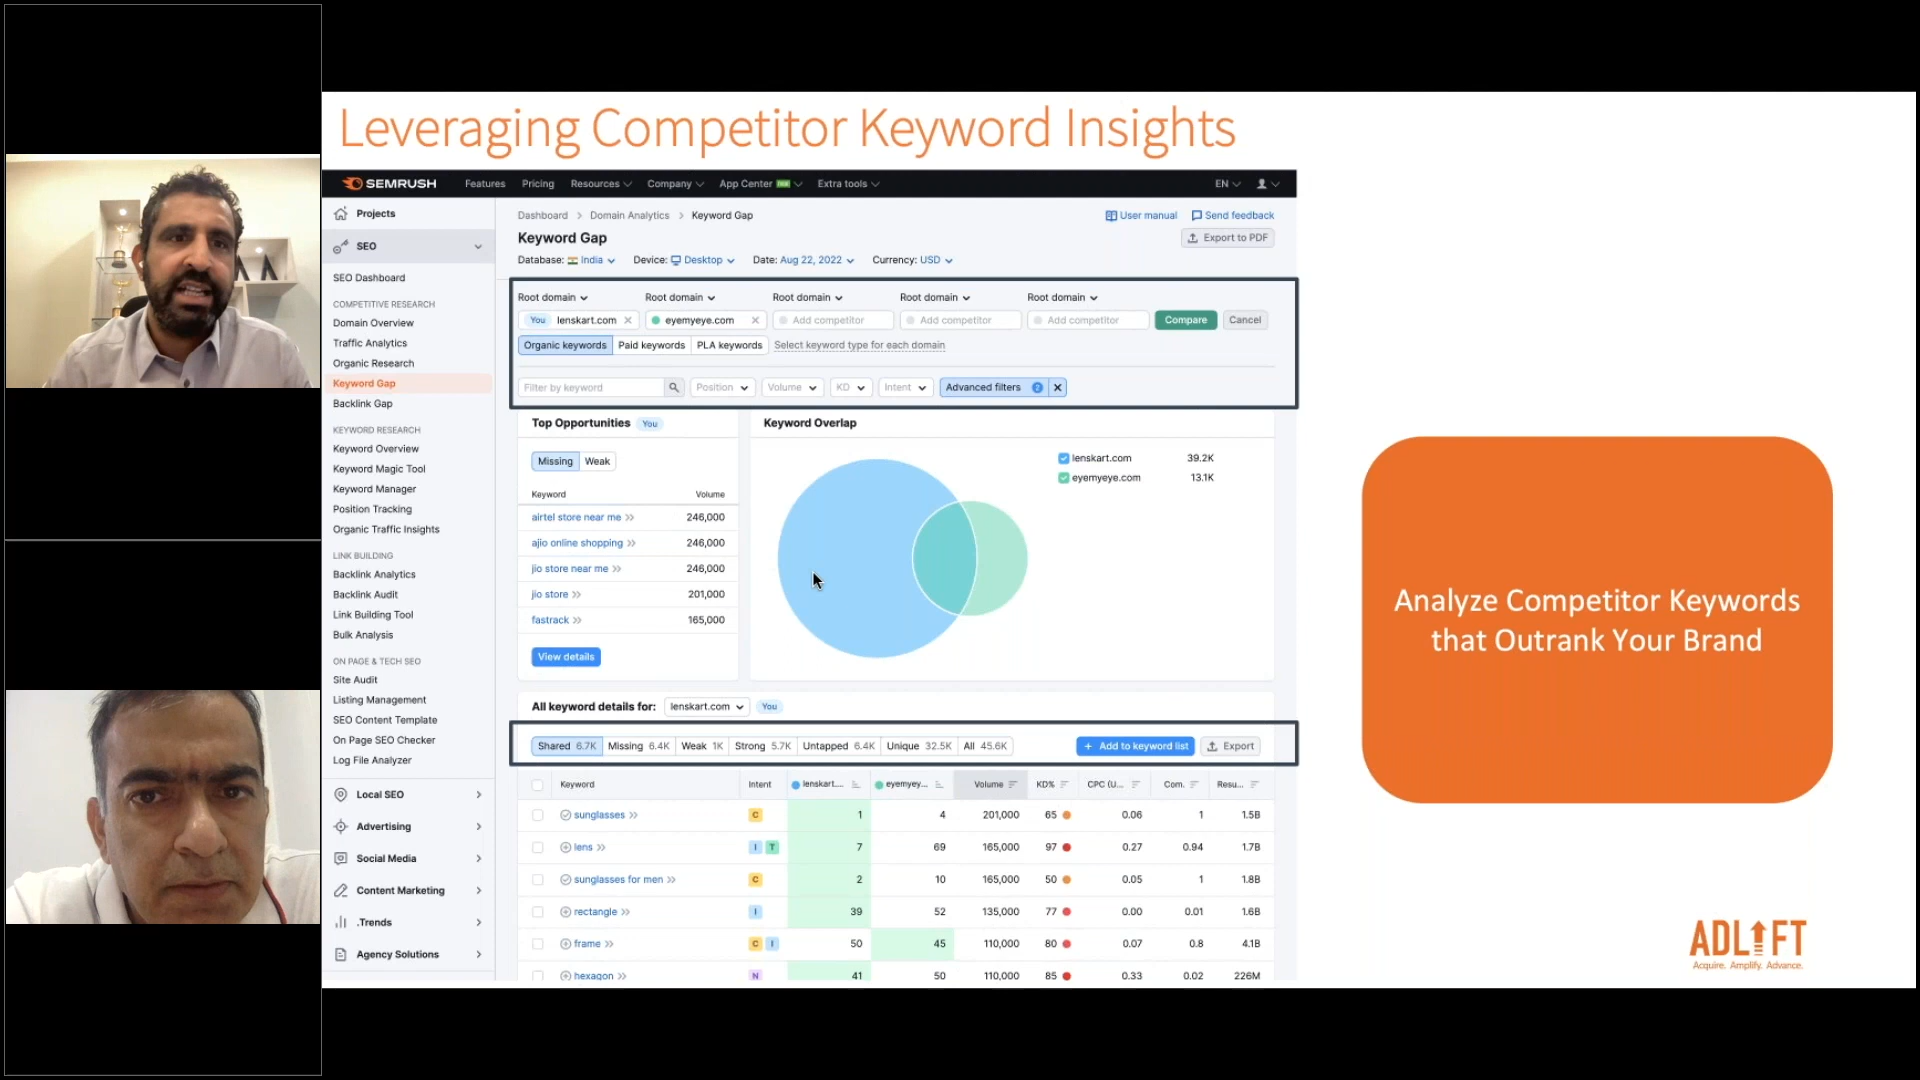 Leveraging Competitor Keyword Insights
SEMRUSH Features Pricing Resources Company App Center NEW Extra tools EN
Projects
SEO
SEO Dashboard
COMPETITIVE RESEARCH
Domain Overview
Traffic Analytics
Organic Research
Keyword Gap
Backlink Gap
KEYWORD RESEARCH
Keyword Overview
Keyword Magic Tool
Keyword Manager
Position Tracking
Organic Traffic Insights
LINK BUILDING
Backlink Analytics
Backlink Audit
Link Building Tool
Bulk Analysis
ON PAGE & TECH SEO
Site Audit
Listing Management
SEO Content Template
On Page SEO Checker
Log File Analyzer
Local SEO
Advertising
Social Media
Content Marketing
.Trends
Agency Solutions
Dashboard > Domain Analytics > Keyword Gap User manual Send feedback
Keyword Gap Export to PDF
Database: India Device: Desktop Date: Aug 22, 2022 Currency: USD
Root domain Root domain Root domain Root domain Root domain
You lenskart.com eyemyeye.com Add competitor Add competitor Add competitor Compare Cancel
Organic keywords Paid keywords PLA keywords Select keyword type for each domain
Filter by keyword Position Volume KD Intent Advanced filters 2
Top Opportunities You
Missing Weak
Keyword Volume
airtel store near me 246,000
ajio online shopping 246,000
jio store near me 246,000
jio store 201,000
fastrack 165,000
View details
Keyword Overlap
lenskart.com 39.2K
eyemyeye.com 13.1K
All keyword details for: lenskart.com You
Shared 6.7K Missing 6.4K Weak 1K Strong 5.7K Untapped 6.4K Unique 32.5K All 45.6K + Add to keyword list Export
Keyword Intent lenskart.... eyemyey... Volume KD% CPC (U... Com. Resu...
sunglasses C 1 4 201,000 65 0.06 1 1.5B
lens I T 7 69 165,000 97 0.27 0.94 1.7B
sunglasses for men C 2 10 165,000 50 0.05 1 1.8B
rectangle I 39 52 135,000 77 0.00 0.01 1.6B
frame C I 50 45 110,000 80 0.07 0.8 4.1B
hexagon N 41 50 110,000 85 0.33 0.02 226M
Analyze Competitor Keywords
that Outrank Your Brand
ADLIFT
Acquire. Amplify. Advance.